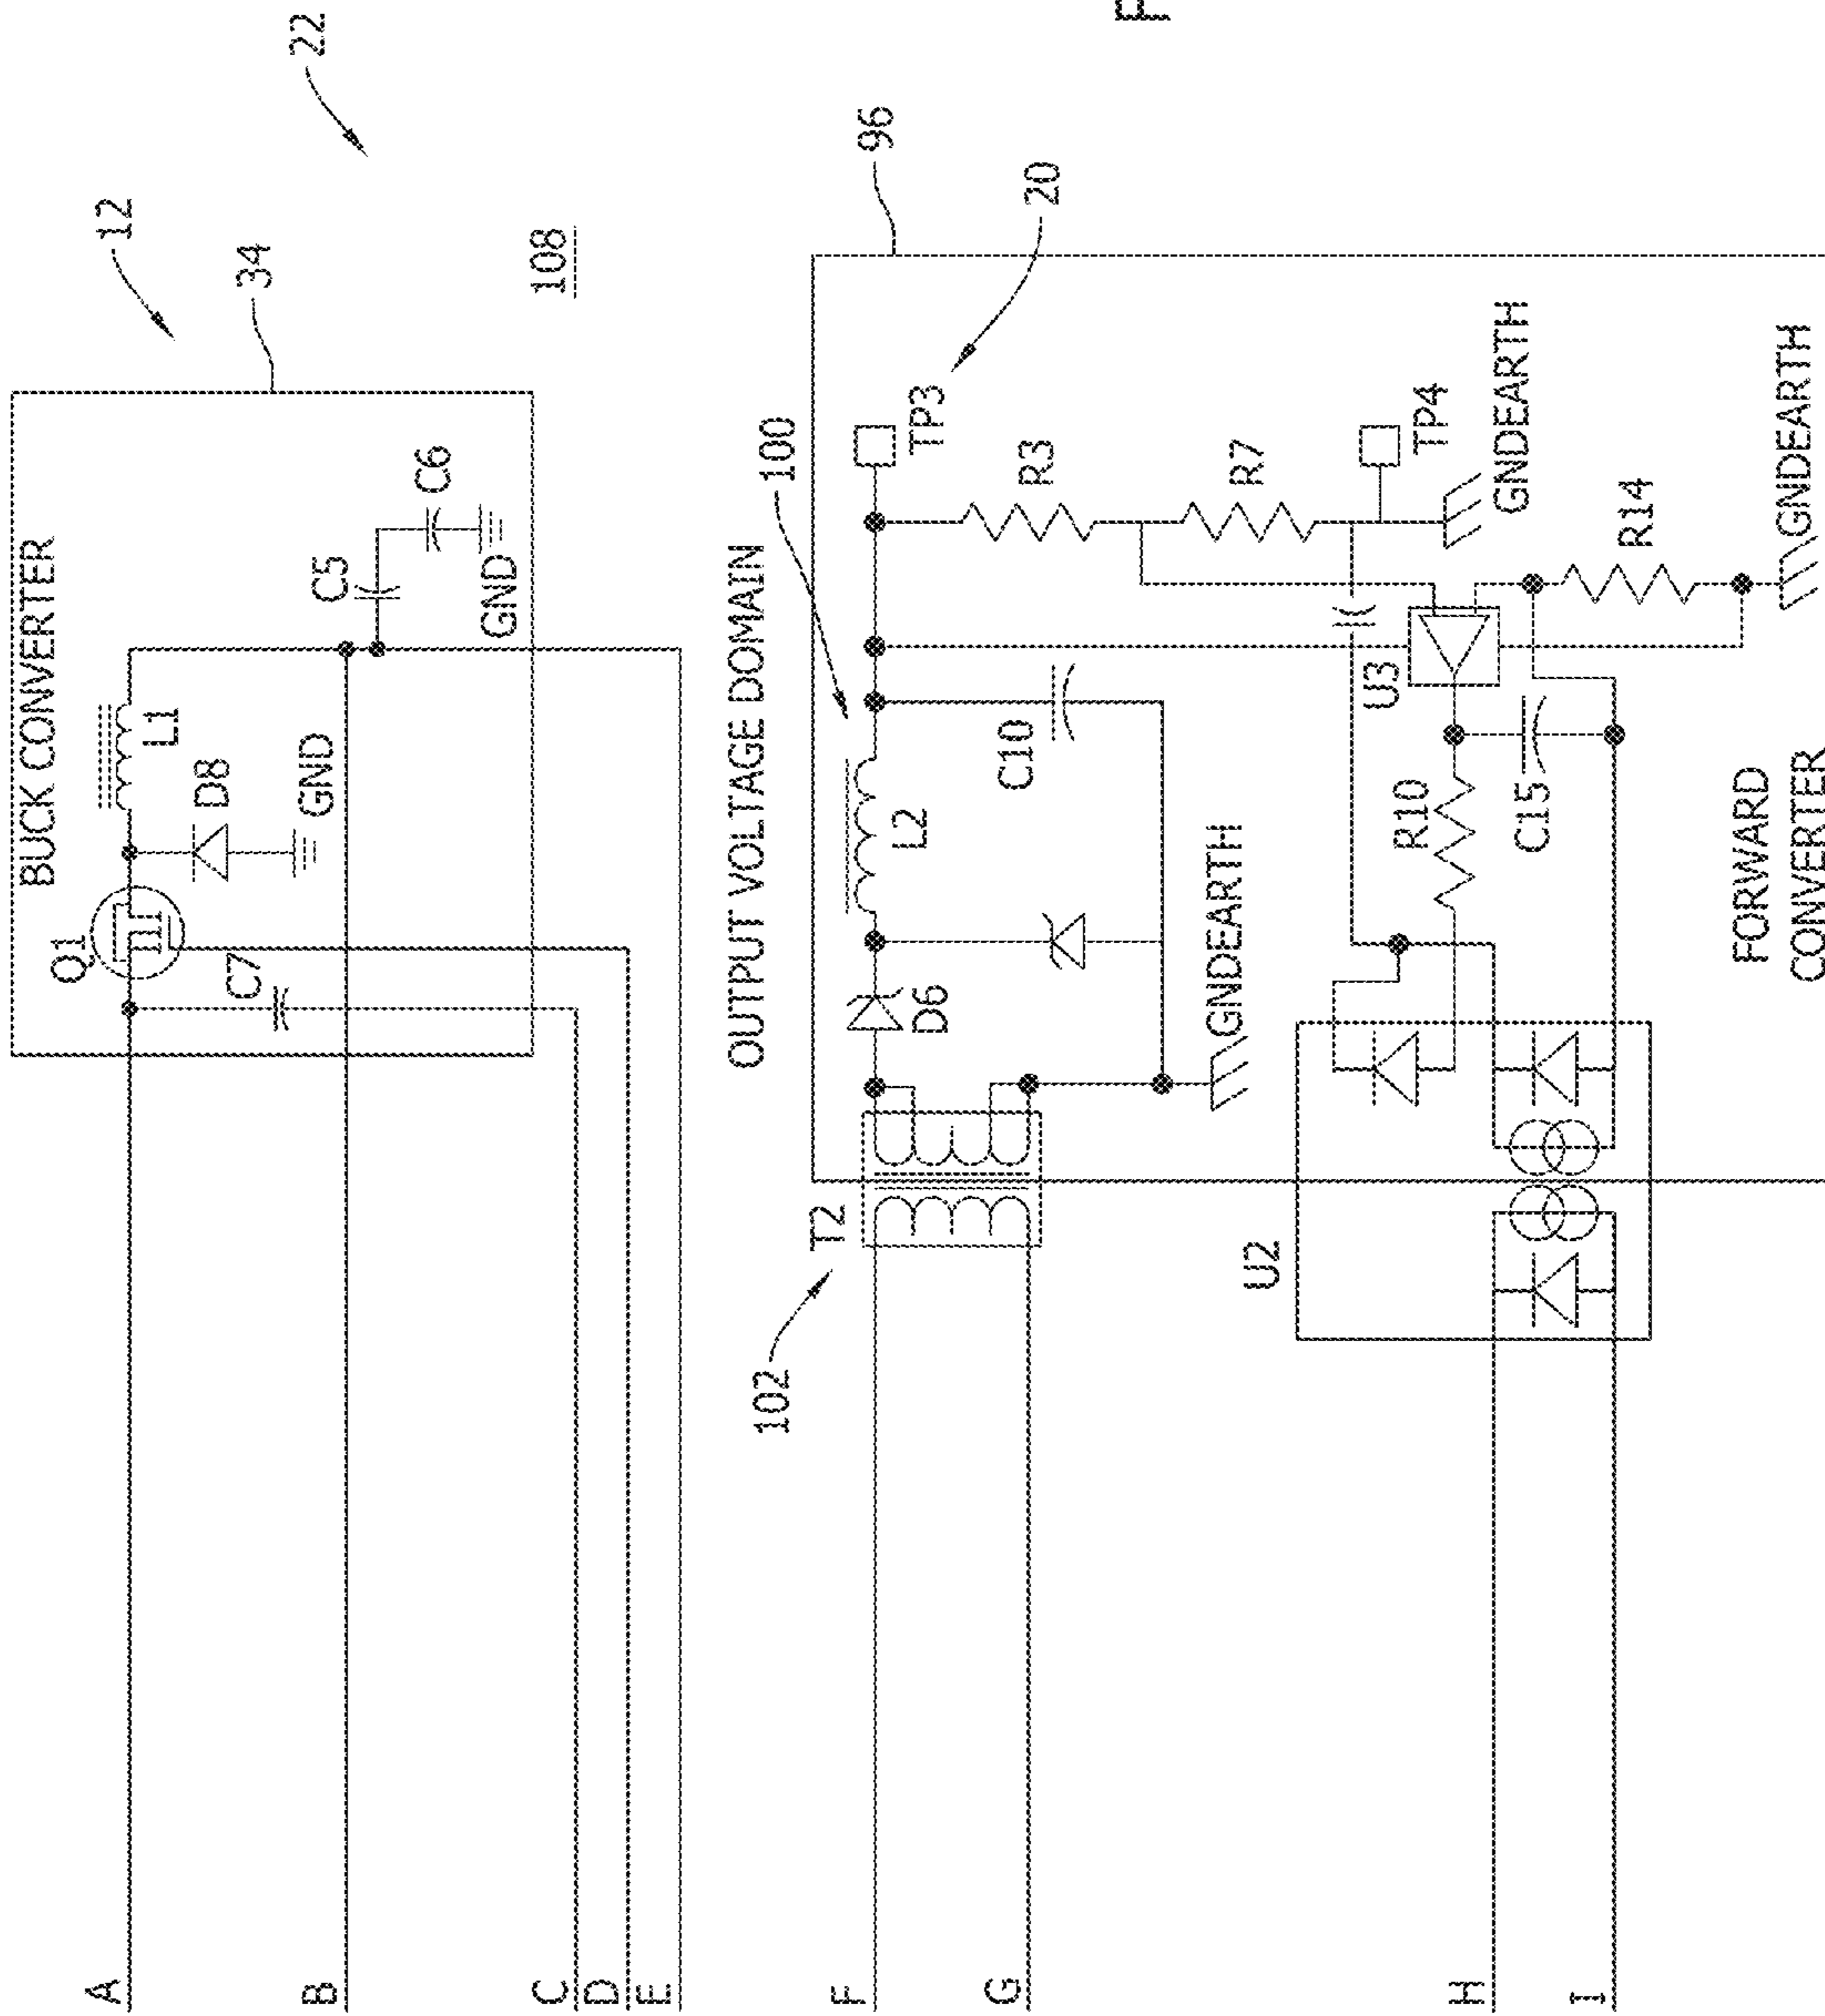 22
12
34
108
BUCK CONVERTER
Q1
L1
D8
GND
C7
C5
C6
GND
A
B
C
D
E
96
20
OUTPUT VOLTAGE DOMAIN
100
TP3
L2
D6
R3
C10
R7
TP4
GNDEARTH
GNDEARTH
T2
102
U3
R14
GNDEARTH
R10
C15
U2
FORWARD
CONVERTER
F
G
H
I